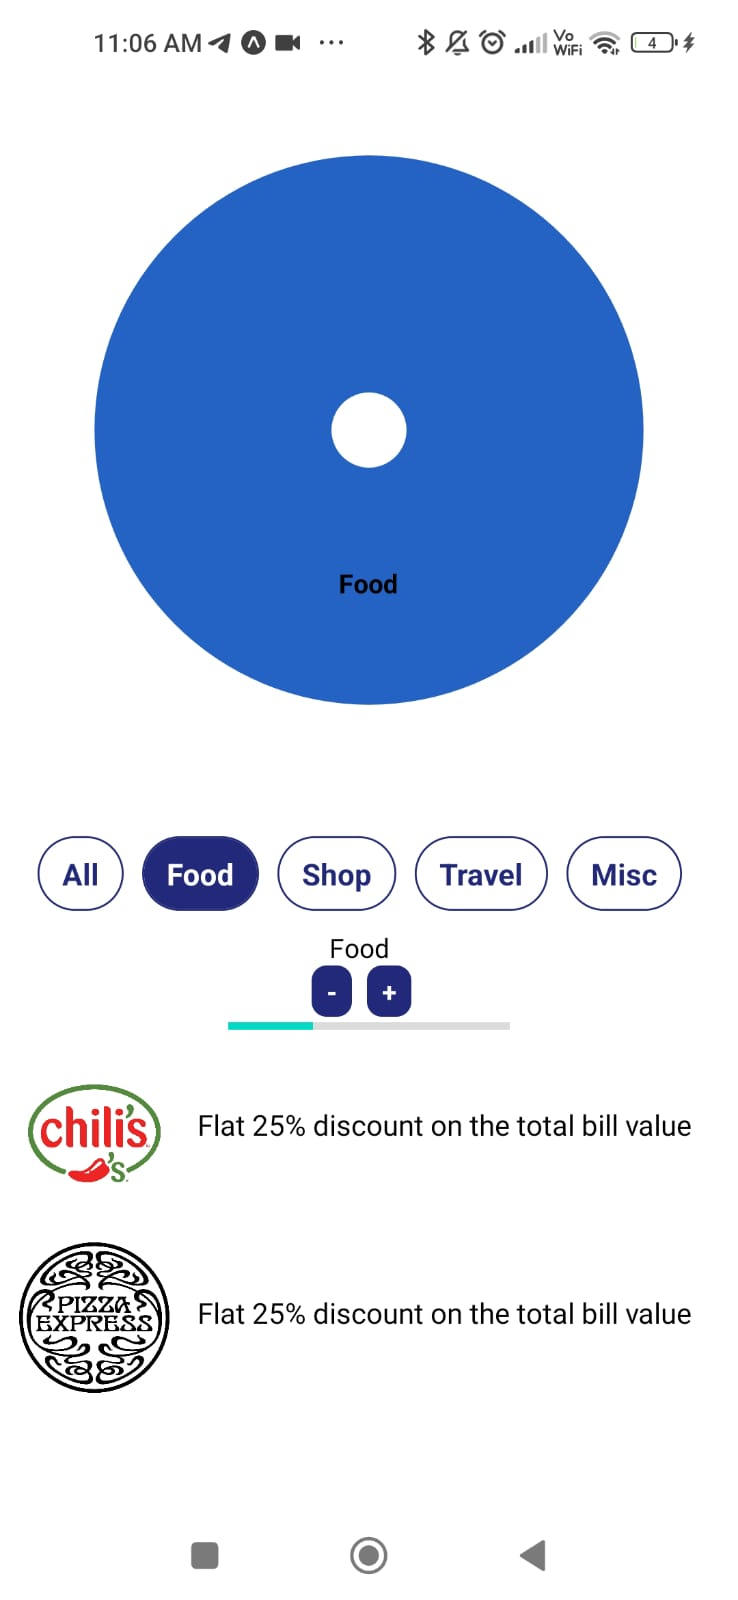 11:06 AM
Vo
WiFi
4
Food
All Food Shop Travel Misc
Food
- +
chili's
's.
Flat 25% discount on the total bill value
PIZZA
EXPRESS
Flat 25% discount on the total bill value